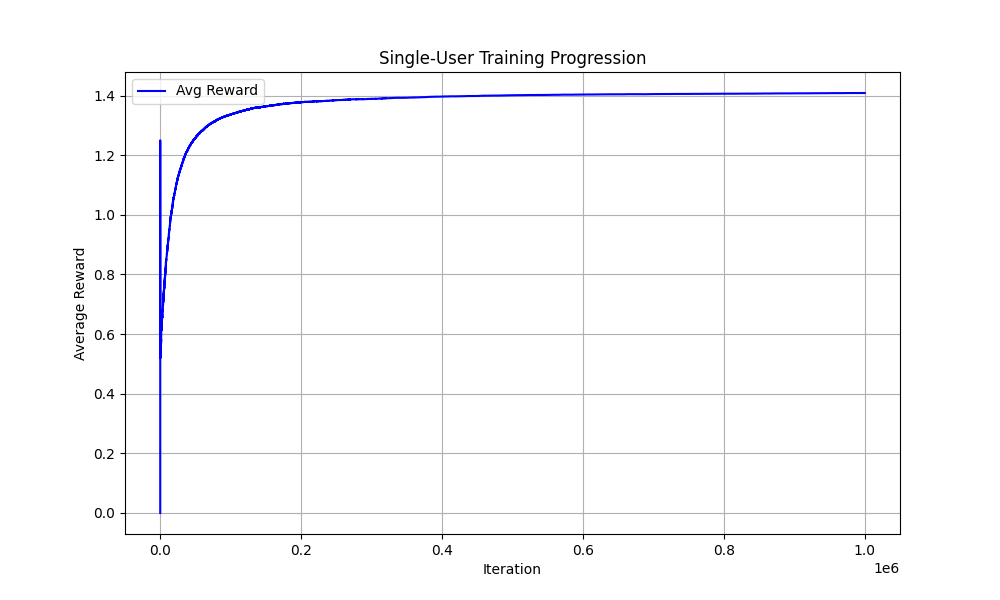 Single-User Training Progression
Avg Reward
1.4
1.2
1.0
0.8
0.6
0.4
0.2
0.0
Average Reward
0.0 0.2 0.4 0.6 0.8 1.0
1e6
Iteration